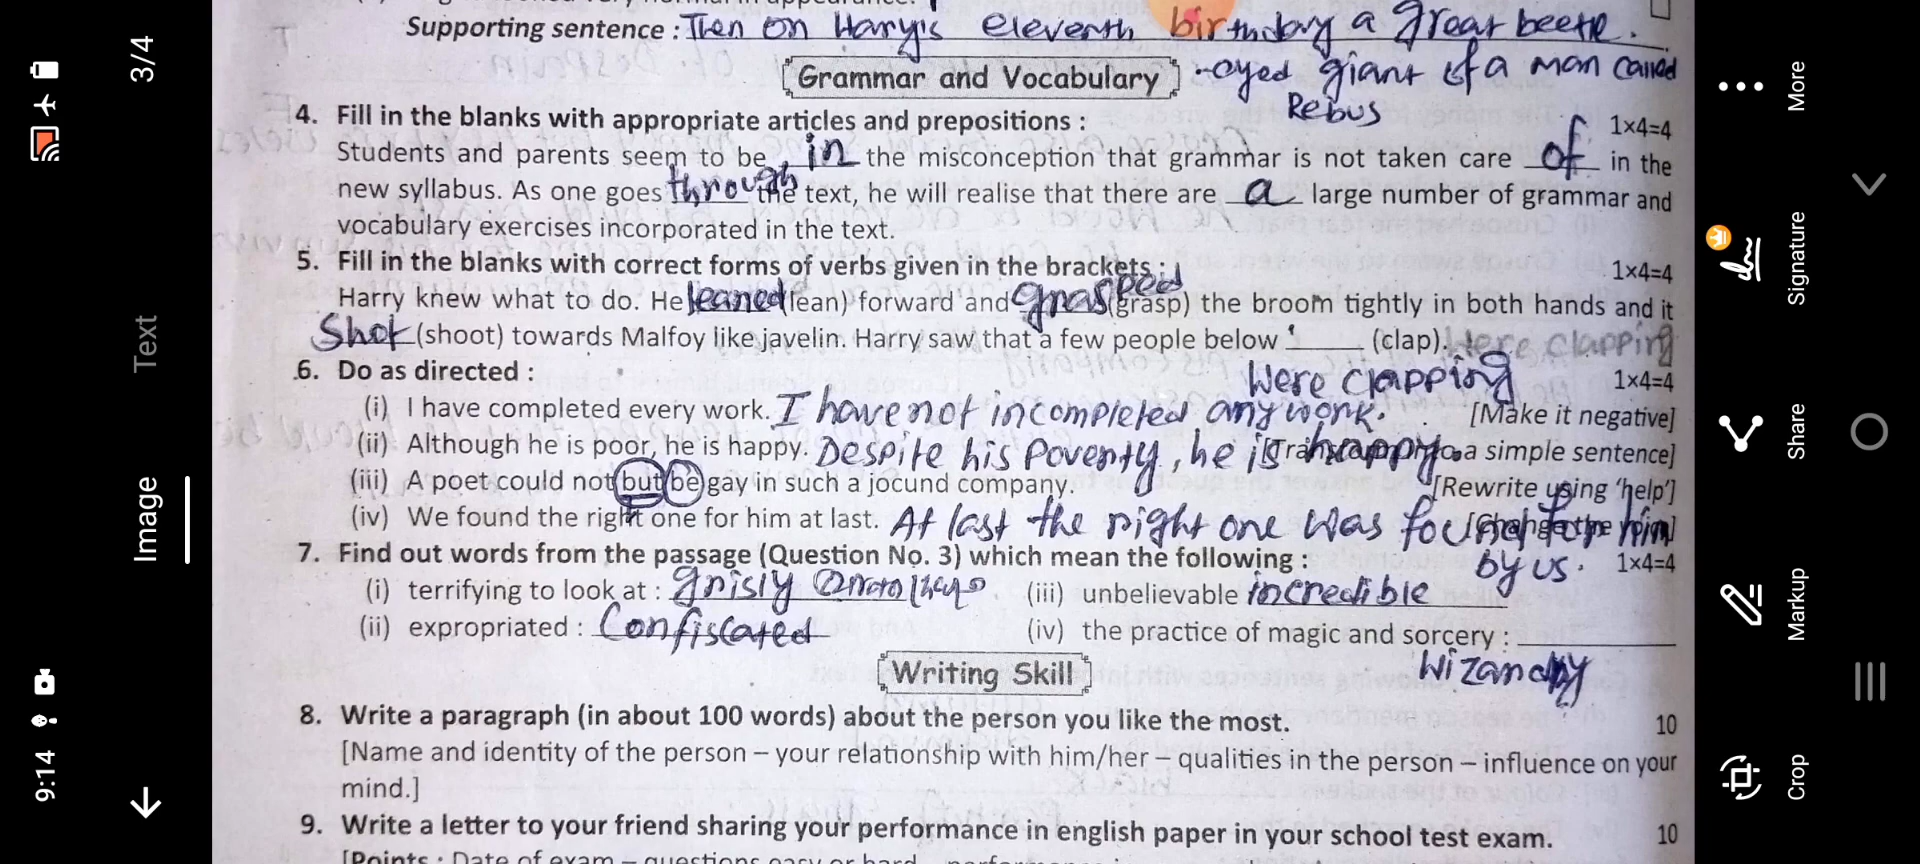 Supporting sentence : Then on Harry's eleventh birthday a great beetle.
Grammar and Vocabulary -eyed giant of a man called
Rebus
4. Fill in the blanks with appropriate articles and prepositions : 1×4=4
Students and parents seem to be in the misconception that grammar is not taken care of in the
new syllabus. As one goes through the text, he will realise that there are a large number of grammar and
vocabulary exercises incorporated in the text.
5. Fill in the blanks with correct forms of verbs given in the brackets : 1×4=4
Harry knew what to do. He leaned (lean) forward and grasped (grasp) the broom tightly in both hands and it
Shot (shoot) towards Malfoy like javelin. Harry saw that a few people below ____ (clap). Were clapping
6. Do as directed : Were clapping 1×4=4
(i) I have completed every work. I have not incompleted any work. [Make it negative]
(ii) Although he is poor, he is happy. Despite his Poverty, he is happy. a simple sentence]
(iii) A poet could not but be gay in such a jocund company. [Rewrite using 'help']
(iv) We found the right one for him at last. At last the right one was found for him
by us.
7. Find out words from the passage (Question No. 3) which mean the following : 1×4=4
(i) terrifying to look at : grisly (iii) unbelievable incredible
(ii) expropriated : Confiscated (iv) the practice of magic and sorcery :
Wizardry
Writing Skill
8. Write a paragraph (in about 100 words) about the person you like the most. 10
[Name and identity of the person – your relationship with him/her – qualities in the person – influence on your
mind.]
9. Write a letter to your friend sharing your performance in english paper in your school test exam. 10
[Points : Date of exam – questions easy or hard
3/4
Text
Image
9:14
More
Signature
Share
Markup
Crop